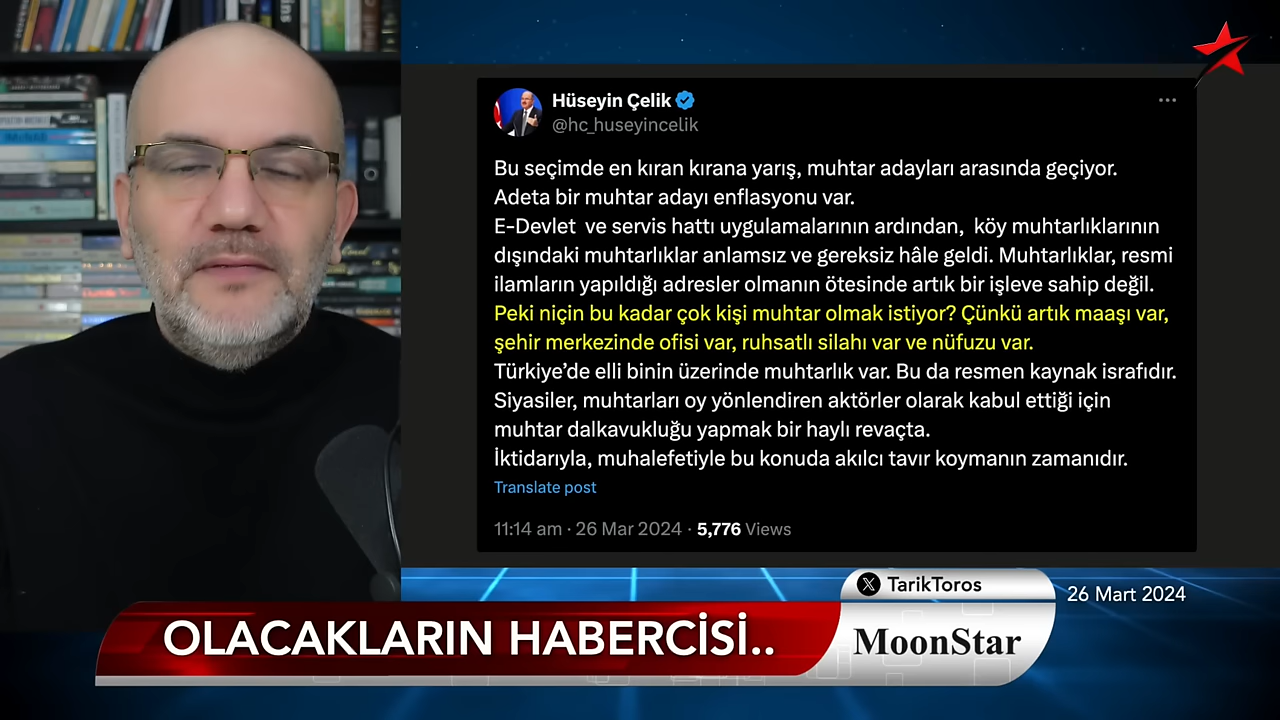 Hüseyin Çelik
@hc_huseyincelik
Bu seçimde en kıran kırana yarış, muhtar adayları arasında geçiyor.
Adeta bir muhtar adayı enflasyonu var.
E-Devlet ve servis hattı uygulamalarının ardından, köy muhtarlıklarının
dışındaki muhtarlıklar anlamsız ve gereksiz hâle geldi. Muhtarlıklar, resmi
ilamların yapıldığı adresler olmanın ötesinde artık bir işleve sahip değil.
Peki niçin bu kadar çok kişi muhtar olmak istiyor? Çünkü artık maaşı var,
şehir merkezinde ofisi var, ruhsatlı silahı var ve nüfuzu var.
Türkiye’de elli binin üzerinde muhtarlık var. Bu da resmen kaynak israfıdır.
Siyasiler, muhtarları oy yönlendiren aktörler olarak kabul ettiği için
muhtar dalkavukluğu yapmak bir haylı revaçta.
İktidarıyla, muhalefetiyle bu konuda akılcı tavır koymanın zamanıdır.
Translate post
11:14 am · 26 Mar 2024 · 5,776 Views
TarikToros
26 Mart 2024
OLACAKLARIN HABERCİSİ..
MoonStar